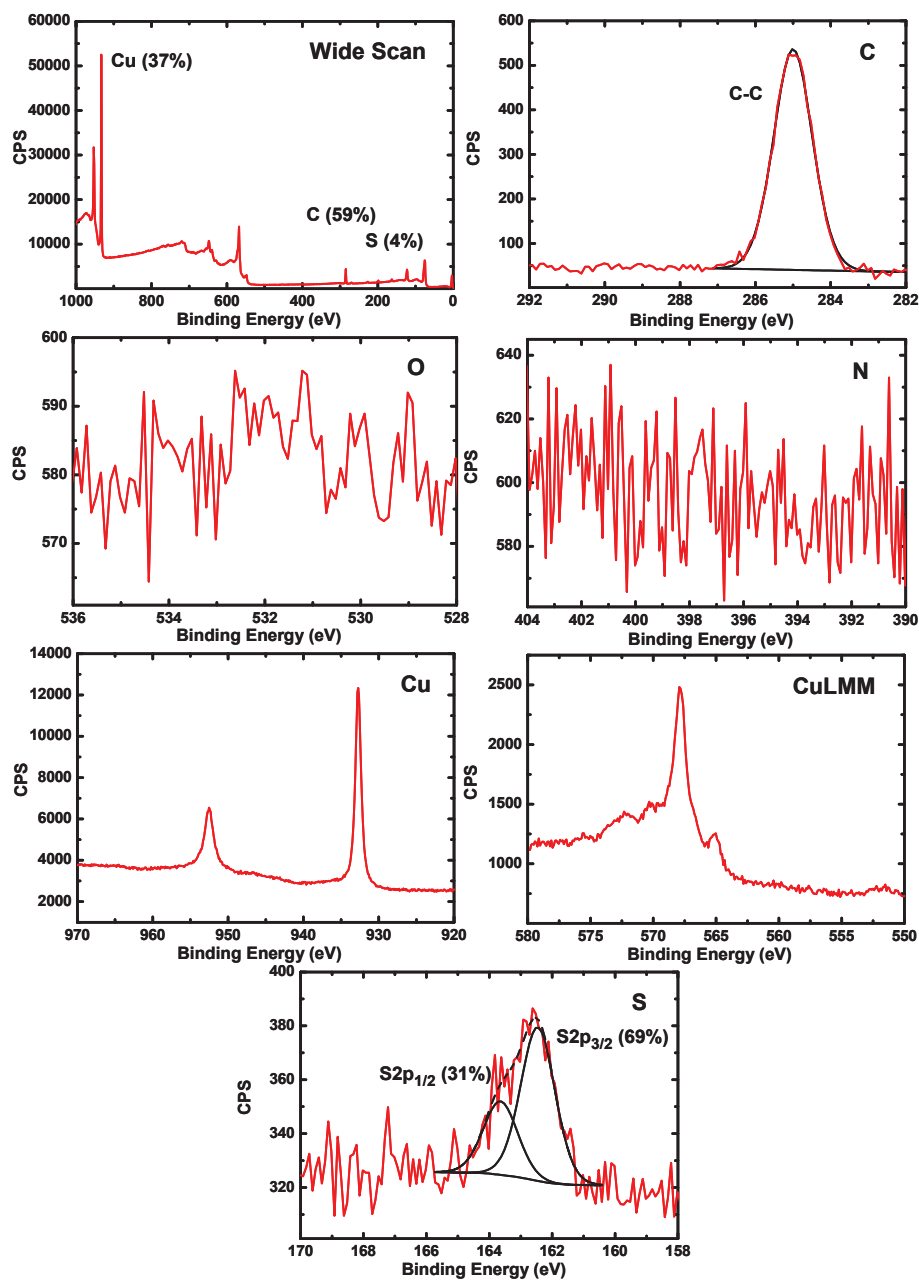 Wide Scan
Cu (37%)
C (59%)
S (4%)
CPS
60000
50000
40000
30000
20000
10000
0
1000 800 600 400 200 0
Binding Energy (eV)
C
C-C
CPS
600
500
400
300
200
100
0
292 290 288 286 284 282
Binding Energy (eV)
O
CPS
600
590
580
570
536 534 532 530 528
Binding Energy (eV)
N
CPS
640
620
600
580
404 402 400 398 396 394 392 390
Binding Energy (eV)
Cu
CPS
14000
12000
10000
8000
6000
4000
2000
970 960 950 940 930 920
Binding Energy (eV)
CuLMM
CPS
2500
2000
1500
1000
580 575 570 565 560 555 550
Binding Energy (eV)
S
S2p3/2 (69%)
S2p1/2 (31%)
CPS
400
380
360
340
320
170 168 166 164 162 160 158
Binding Energy (eV)